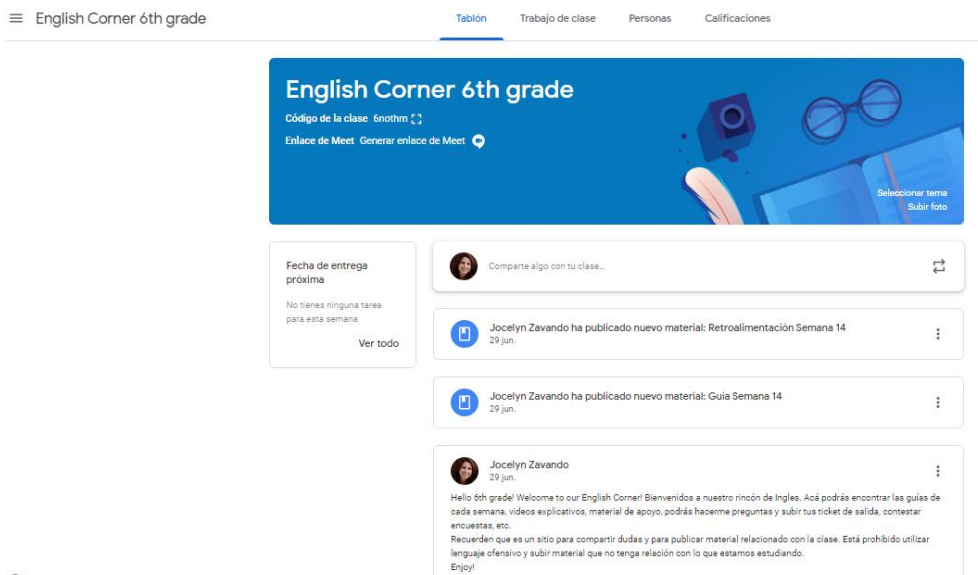 English Corner 6th grade
Tablón Trabajo de clase Personas Calificaciones
English Corner 6th grade
Código de la clase 6nothrn
Enlace de Meet Generar enlace de Meet
Seleccionar tema
Subir foto
Fecha de entrega
próxima
No tienes ninguna tarea
para esta semana
Ver todo
Comparte algo con tu clase...
Jocelyn Zavando ha publicado nuevo material: Retroalimentación Semana 14
29 jun.
Jocelyn Zavando ha publicado nuevo material: Guia Semana 14
29 jun.
Jocelyn Zavando
29 jun.
Hello 6th grade! Welcome to our English Corner! Bienvenidos a nuestro rincón de Ingles. Acá podrás encontrar las guías de
cada semana, videos explicativos, material de apoyo, podrás hacerme preguntas y subir tus ticket de salida, contestar
encuestas, etc.
Recuerden que es un sitio para compartir dudas y para publicar material relacionado con la clase. Está prohibido utilizar
lenguaje ofensivo y subir material que no tenga relación con lo que estamos estudiando.
Enjoy!